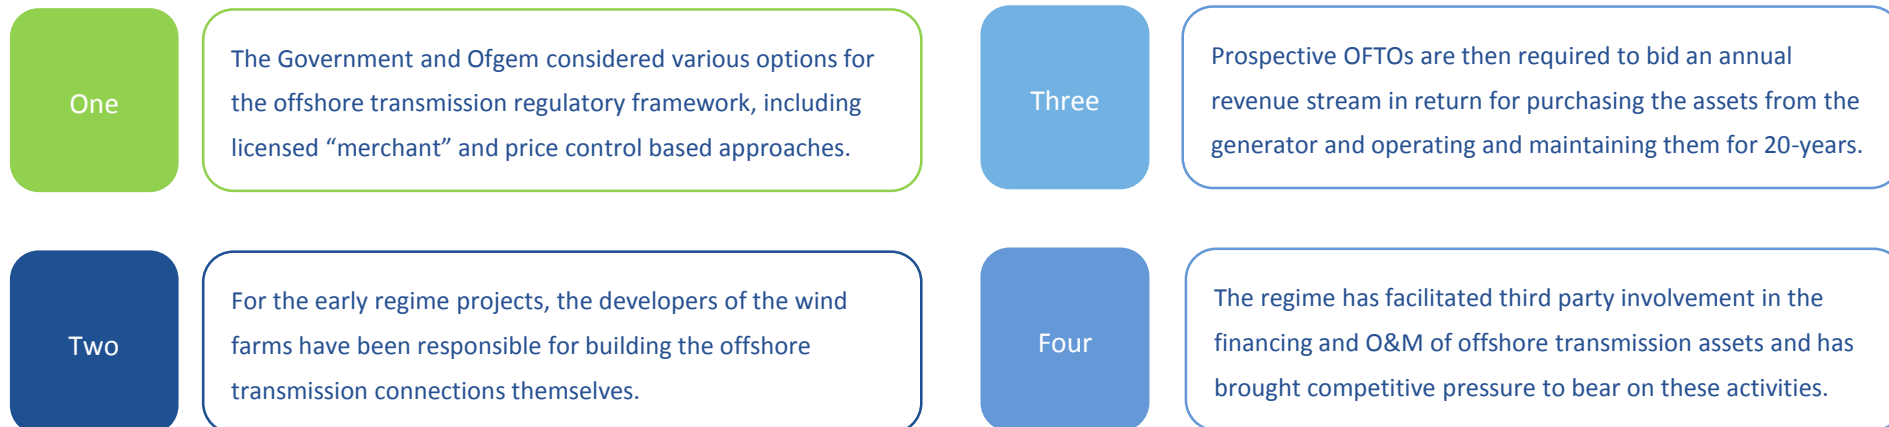 One
The Government and Ofgem considered various options for
the offshore transmission regulatory framework, including
licensed “merchant” and price control based approaches.
Two
For the early regime projects, the developers of the wind
farms have been responsible for building the offshore
transmission connections themselves.
Three
Prospective OFTOs are then required to bid an annual
revenue stream in return for purchasing the assets from the
generator and operating and maintaining them for 20-years.
Four
The regime has facilitated third party involvement in the
financing and O&M of offshore transmission assets and has
brought competitive pressure to bear on these activities.